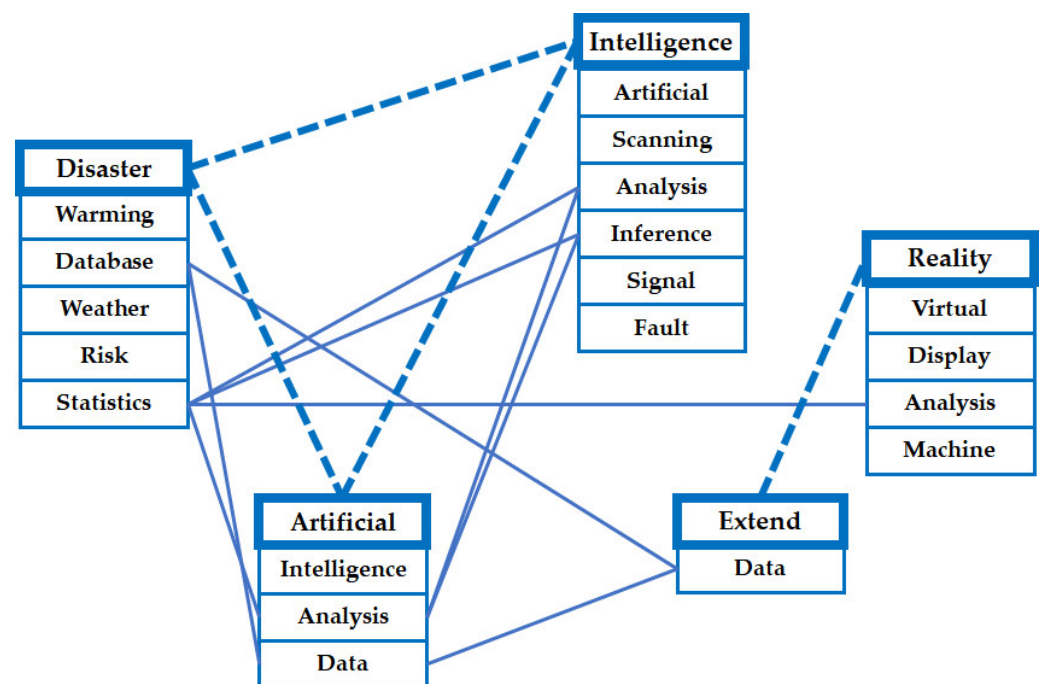 Intelligence
Artificial
Scanning
Analysis
Inference
Signal
Fault
Disaster
Warming
Database
Weather
Risk
Statistics
Reality
Virtual
Display
Analysis
Machine
Artificial
Intelligence
Analysis
Data
Extend
Data